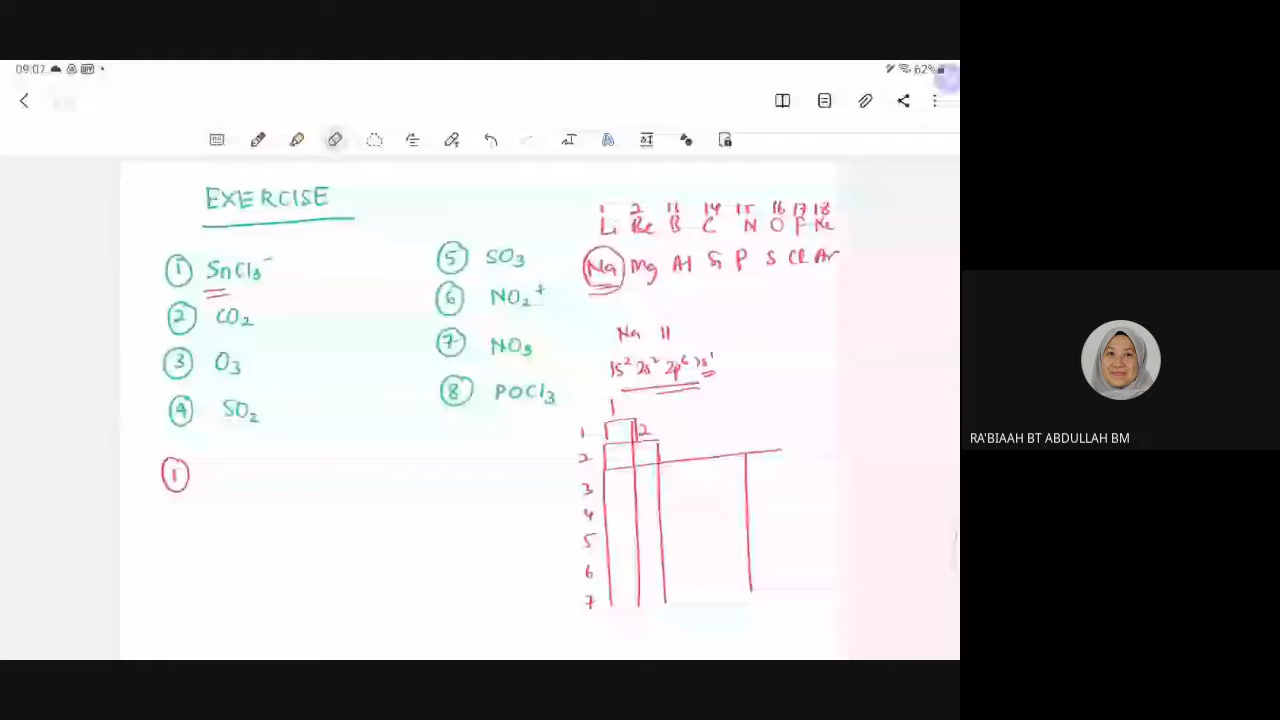 09:07
62%
EXERCISE
① SnCl₃⁻
② CO₂
③ O₃
④ SO₂
⑤ SO₃
⑥ NO₂⁺
⑦ NO₃
⑧ POCl₃
1 2 13 14 15 16 17 18
Li Be B C N O F Ne
Na Mg Al Si P S Cl Ar
Na 11
1s² 2s² 2p⁶ 3s¹
1
1 2
2
3
4
5
6
7
①
RA'BIAAH BT ABDULLAH BM